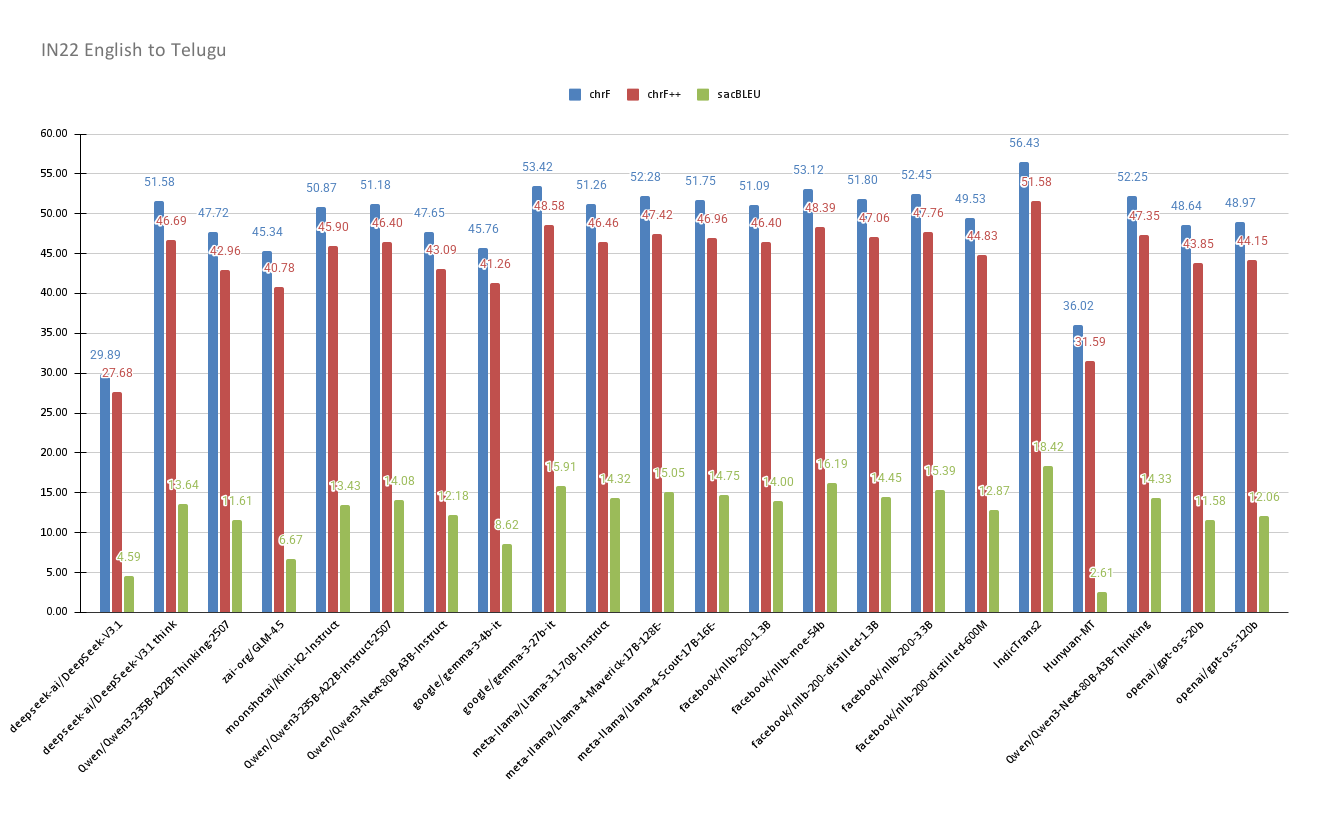 IN22 English to Telugu
chrF chrF++ sacBLEU
60.00
55.00
50.00
45.00
40.00
35.00
30.00
25.00
20.00
15.00
10.00
5.00
0.00
29.89 27.68 4.59
51.58 46.69 13.64
47.72 42.96 11.61
45.34 40.78 6.67
50.87 45.90 13.43
51.18 46.40 14.08
47.65 43.09 12.18
45.76 41.26 8.62
53.42 48.58 15.91
51.26 46.46 14.32
52.28 47.42 15.05
51.75 46.96 14.75
51.09 46.40 14.00
53.12 48.39 16.19
51.80 47.06 14.45
52.45 47.76 15.39
49.53 44.83 12.87
56.43 51.58 18.42
36.02 31.59 2.61
52.25 47.35 14.33
48.64 43.85 11.58
48.97 44.15 12.06
deepseek-ai/DeepSeek-V3.1
deepseek-ai/DeepSeek-V3.1 think
Qwen/Qwen3-235B-A22B-Thinking-2507
zai-org/GLM-4.5
moonshotai/Kimi-K2-Instruct
Qwen/Qwen3-235B-A22B-Instruct-2507
Qwen/Qwen3-Next-80B-A3B-Instruct
google/gemma-3-4b-it
google/gemma-3-27b-it
meta-llama/Llama-3.1-70B-Instruct
meta-llama/Llama-4-Maverick-17B-128E-
meta-llama/Llama-4-Scout-17B-16E-
facebook/nllb-200-1.3B
facebook/nllb-moe-54b
facebook/nllb-200-distilled-1.3B
facebook/nllb-200-3.3B
facebook/nllb-200-distilled-600M
IndicTrans2
Hunyuan-MT
Qwen/Qwen3-Next-80B-A3B-Thinking
openai/gpt-oss-20b
openai/gpt-oss-120b